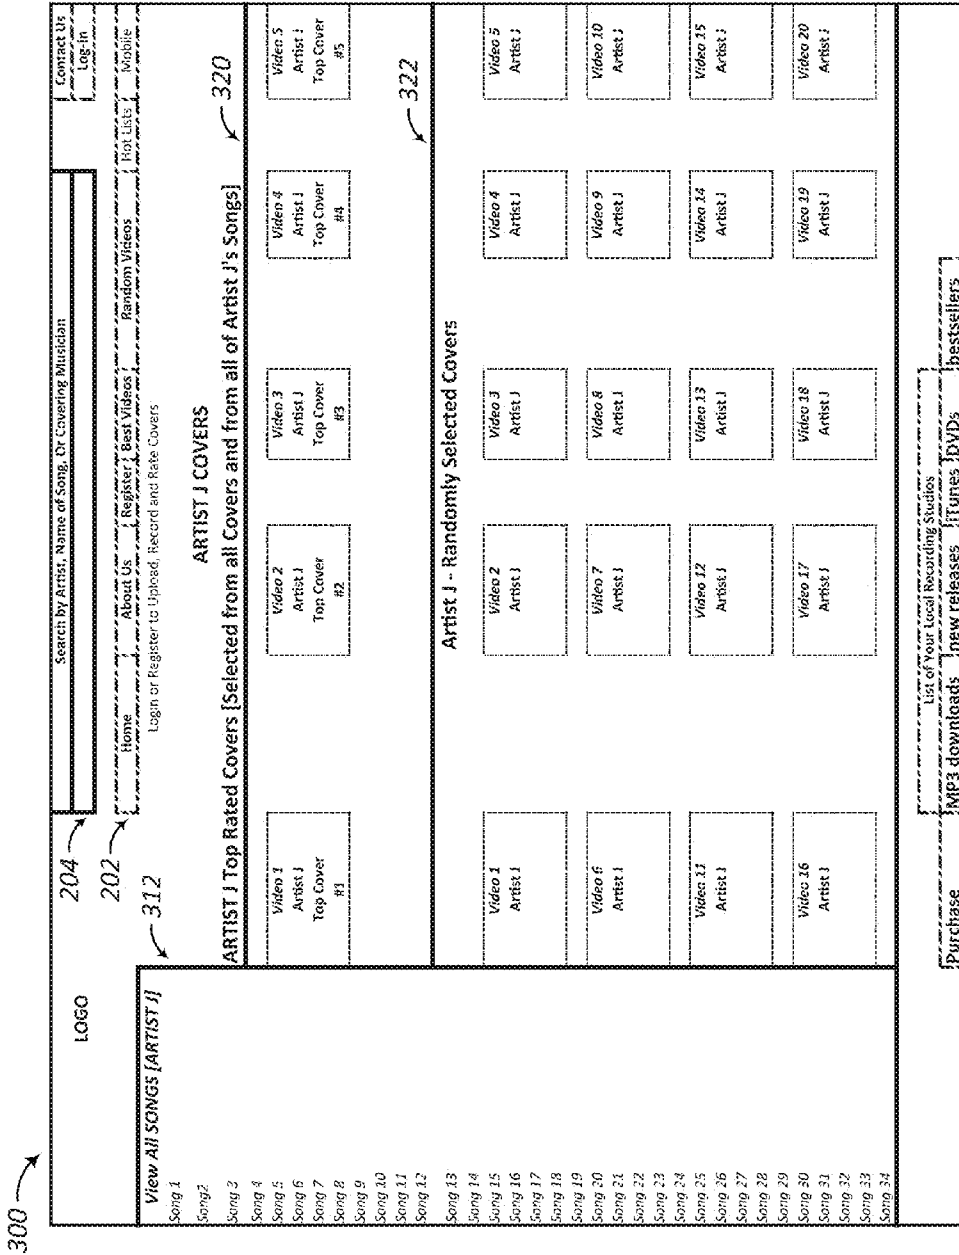 300
LOGO
204
Search by Artist, Name of Song, Or Covering Musician
Contact Us
Log-in
202
Home About Us Register Best Videos Random Videos Hot Lists Mobile
Login or Register to Upload, Record and Rate Covers
312
View All SONGS [ARTIST J]
Song 1
Song2
Song 3
Song 4
Song 5
Song 6
Song 7
Song 8
Song 9
Song 10
Song 11
Song 12
Song 13
Song 14
Song 15
Song 16
Song 17
Song 18
Song 19
Song 20
Song 21
Song 22
Song 23
Song 24
Song 25
Song 26
Song 27
Song 28
Song 29
Song 30
Song 31
Song 32
Song 33
Song 34
ARTIST J COVERS
ARTIST J Top Rated Covers [Selected from all Covers and from all of Artist J's Songs]
320
Video 1
Artist J
Top Cover
#1
Video 2
Artist J
Top Cover
#2
Video 3
Artist J
Top Cover
#3
Video 4
Artist J
Top Cover
#4
Video 5
Artist J
Top Cover
#5
322
Artist J - Randomly Selected Covers
Video 1
Artist J
Video 2
Artist J
Video 3
Artist J
Video 4
Artist J
Video 5
Artist J
Video 6
Artist J
Video 7
Artist J
Video 8
Artist J
Video 9
Artist J
Video 10
Artist J
Video 11
Artist J
Video 12
Artist J
Video 13
Artist J
Video 14
Artist J
Video 15
Artist J
Video 16
Artist J
Video 17
Artist J
Video 18
Artist J
Video 19
Artist J
Video 20
Artist J
List of Your Local Recording Studios
Purchase MP3 downloads new releases iTunes DVDs bestsellers